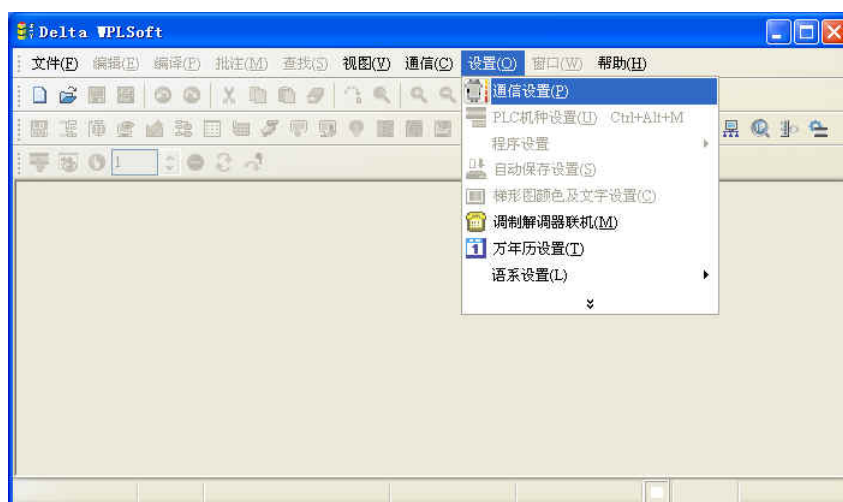 Delta WPLSoft
文件(F) 编辑(E) 编译(P) 批注(M) 查找(S) 视图(V) 通信(C) 设置(O) 窗口(W) 帮助(H)
通信设置(P)
PLC机种设置(U) Ctrl+Alt+M
程序设置
自动保存设置(S)
梯形图颜色及文字设置(C)
调制解调器联机(M)
万年历设置(T)
语系设置(L)
1